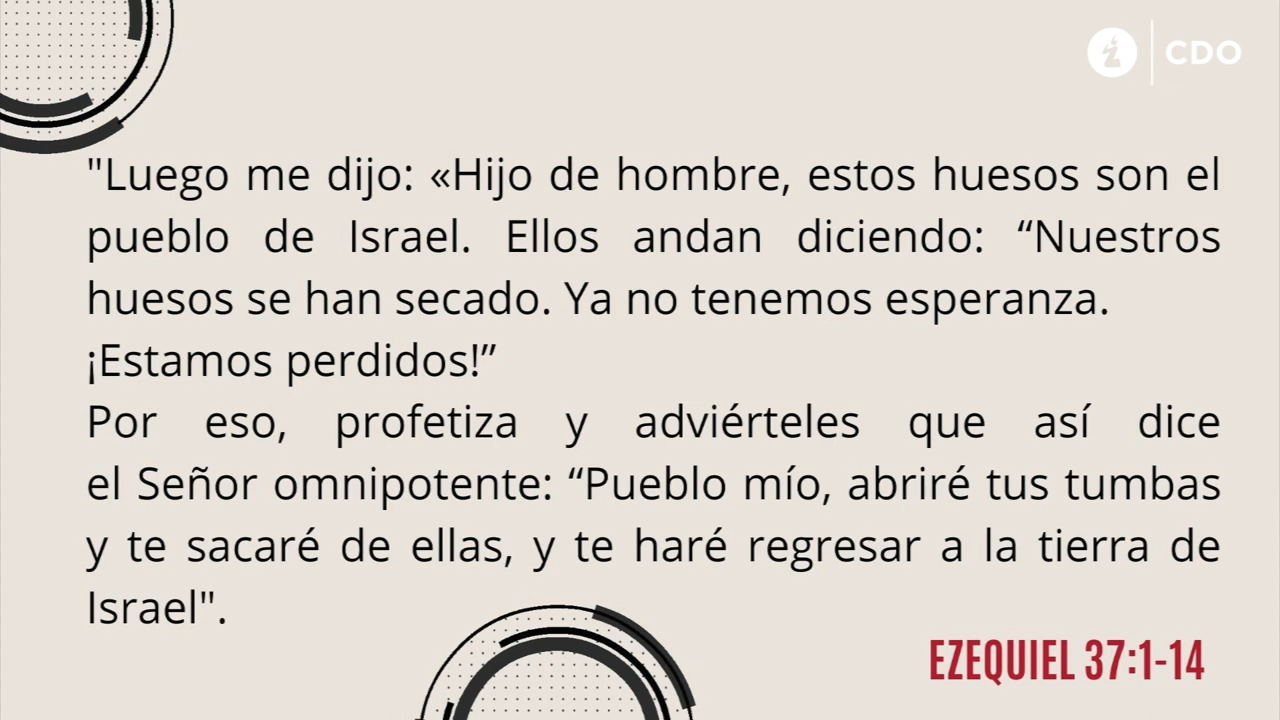 CDO
"Luego me dijo: «Hijo de hombre, estos huesos son el
pueblo de Israel. Ellos andan diciendo: “Nuestros
huesos se han secado. Ya no tenemos esperanza.
¡Estamos perdidos!”
Por eso, profetiza y adviérteles que así dice
el Señor omnipotente: “Pueblo mío, abriré tus tumbas
y te sacaré de ellas, y te haré regresar a la tierra de
Israel".
EZEQUIEL 37:1-14